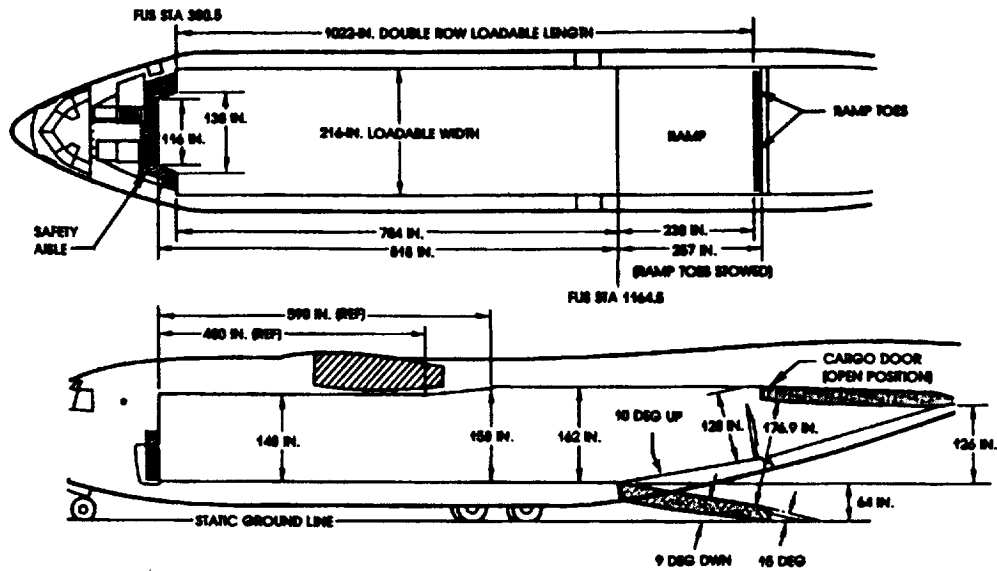 FUS STA 380.5
1022-IN. DOUBLE ROW LOADABLE LENGTH
138 IN.
116 IN.
216-IN. LOADABLE WIDTH
RAMP
RAMP TOES
SAFETY
AISLE
784 IN.
238 IN.
818 IN.
257 IN.
(RAMP TOES STOWED)
FUS STA 1164.5
598 IN. (REF)
480 IN. (REF)
CARGO DOOR
(OPEN POSITION)
148 IN.
158 IN.
162 IN.
10 DEG UP
128 IN.
176.9 IN.
126 IN.
64 IN.
STATIC GROUND LINE
9 DEG DWN
15 DEG